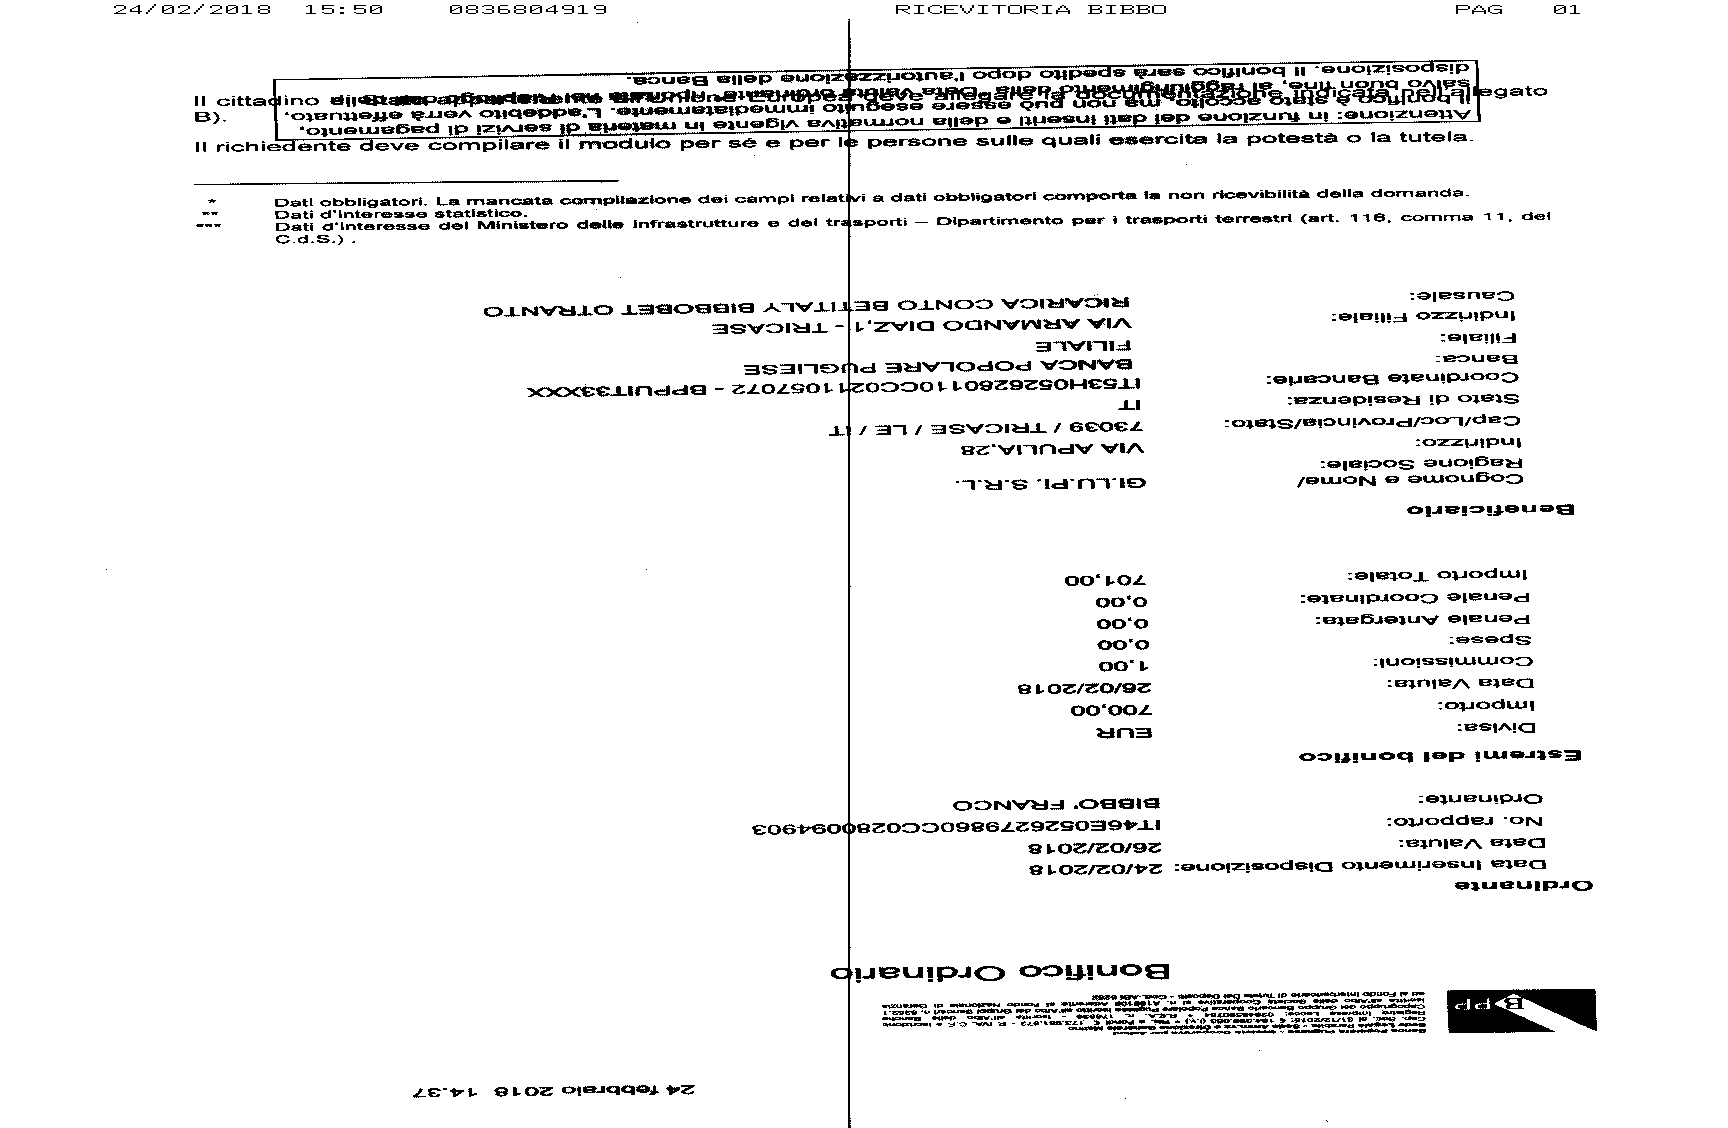 24/02/2018 15:50 0836804919 RICEVITORIA BIBBO PAG 01
Il cittadino deve allegare la documentazione indicata nell'allegato
B).
Il richiedente deve compilare il modulo per sé e per le persone sulle quali esercita la potestà o la tutela.
* Dati obbligatori. La mancata compilazione dei campi relativi a dati obbligatori comporta la non ricevibilità della domanda.
** Dati d'interesse statistico.
*** Dati d'interesse del Ministero delle infrastrutture e dei trasporti – Dipartimento per i trasporti terrestri (art. 116, comma 11, del
C.d.S.) .
24 febbraio 2018 14.37
BPP
Bonifico Ordinario
Ordinante
Data Inserimento Disposizione: 24/02/2018
Data Valuta: 26/02/2018
No. rapporto: IT46E0526279860CC0280094903
Ordinante: BIBBO' FRANCO
Estremi del bonifico
Divisa: EUR
Importo: 700,00
Data Valuta: 26/02/2018
Commissioni: 1,00
Spese: 0,00
Penale Antergata: 0,00
Penale Coordinate: 0,00
Importo Totale: 701,00
Beneficiario
Cognome e Nome/ GI.LU.PI. S.R.L.
Ragione Sociale:
Indirizzo: VIA APULIA,28
Cap/Loc/Provincia/Stato: 73039 / TRICASE / LE / IT
Stato di Residenza: IT
Coordinate Bancarie: IT53H0526280110CC0211057072 - BPPUIT33XXX
Banca: BANCA POPOLARE PUGLIESE
Filiale: FILIALE
Indirizzo Filiale: VIA ARMANDO DIAZ,1 - TRICASE
Causale: RICARICA CONTO BETITALY BIBBOBET OTRANTO
Attenzione: in funzione dei dati inseriti e della normativa vigente in materia di servizi di pagamento,
il bonifico è stato accolto, ma non può essere eseguito immediatamente. L'addebito verrà effettuato,
salvo buon fine, al raggiungimento della Data valuta ordinante riportata nel riepilogo
disposizione. Il bonifico sarà spedito dopo l'autorizzazione della Banca.